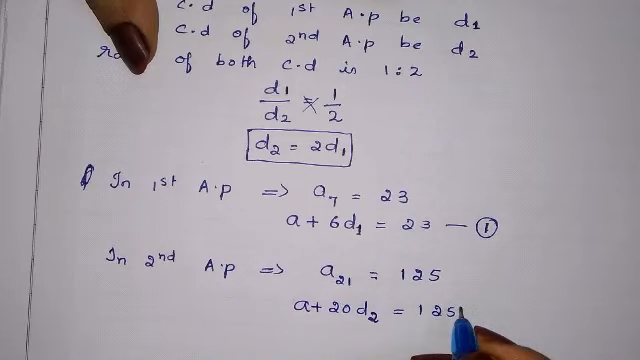 c.d of 1st A.p be d1
c.d of 2nd A.p be d2
of both c.d is 1:2
d1/d2 = 1/2
d2 = 2d1
In 1st A.p => a7 = 23
a + 6d1 = 23 — ①
In 2nd A.p => a21 = 125
a + 20d2 = 125